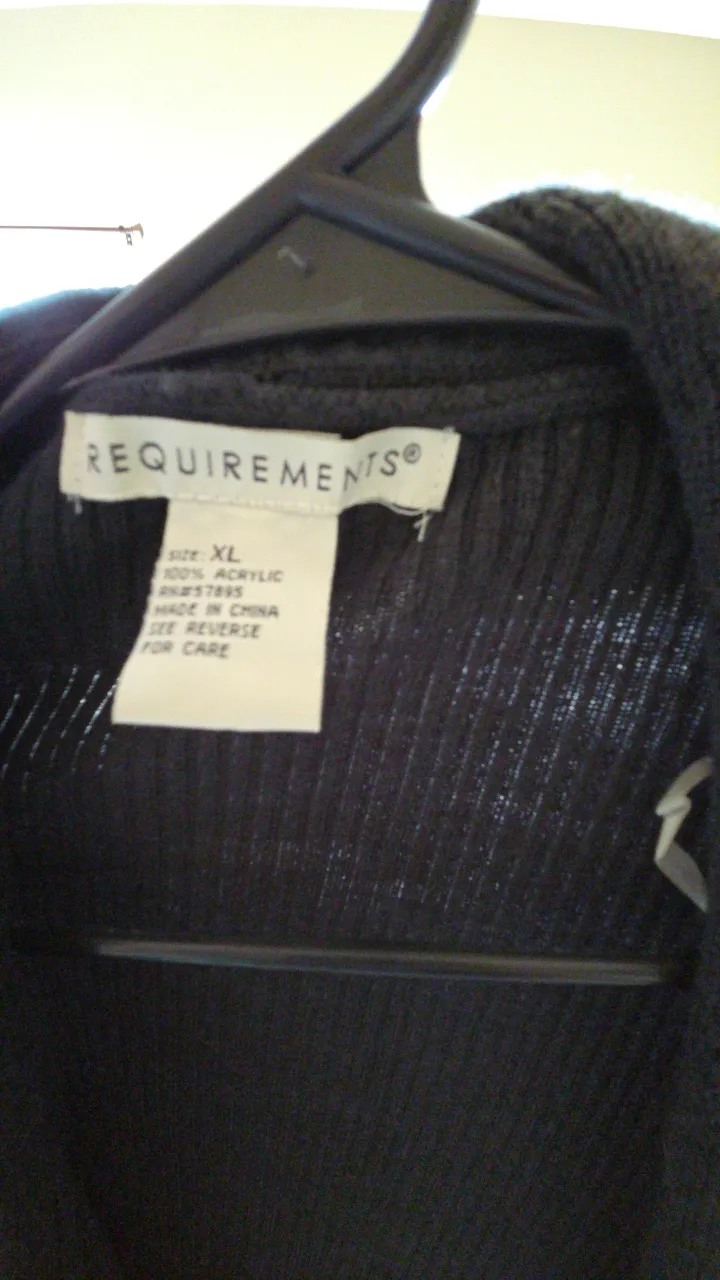 REQUIREMENTS®
SIZE: XL
100% ACRYLIC
RN#57895
MADE IN CHINA
SEE REVERSE
FOR CARE